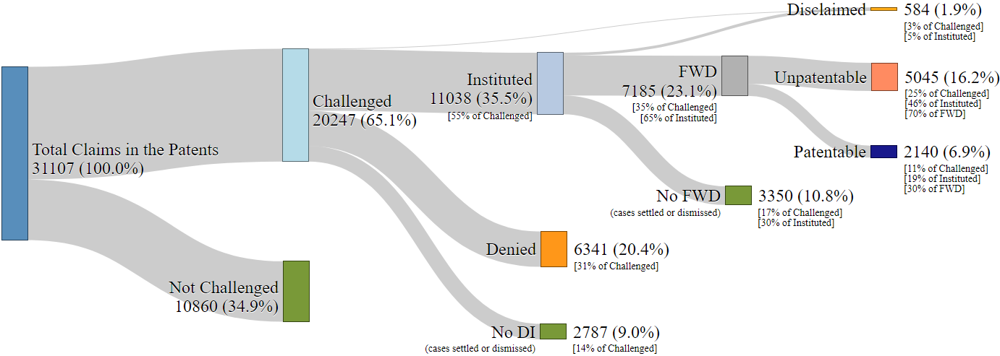 Disclaimed
584 (1.9%)
[3% of Challenged]
[5% of Instituted]
Instituted
11038 (35.5%)
[55% of Challenged]
FWD
7185 (23.1%)
[35% of Challenged]
[65% of Instituted]
Unpatentable
5045 (16.2%)
[25% of Challenged]
[46% of Instituted]
[70% of FWD]
Challenged
20247 (65.1%)
Total Claims in the Patents
31107 (100.0%)
Patentable
2140 (6.9%)
[11% of Challenged]
[19% of Instituted]
[30% of FWD]
No FWD
(cases settled or dismissed)
3350 (10.8%)
[17% of Challenged]
[30% of Instituted]
Denied
6341 (20.4%)
[31% of Challenged]
Not Challenged
10860 (34.9%)
No DI
(cases settled or dismissed)
2787 (9.0%)
[14% of Challenged]